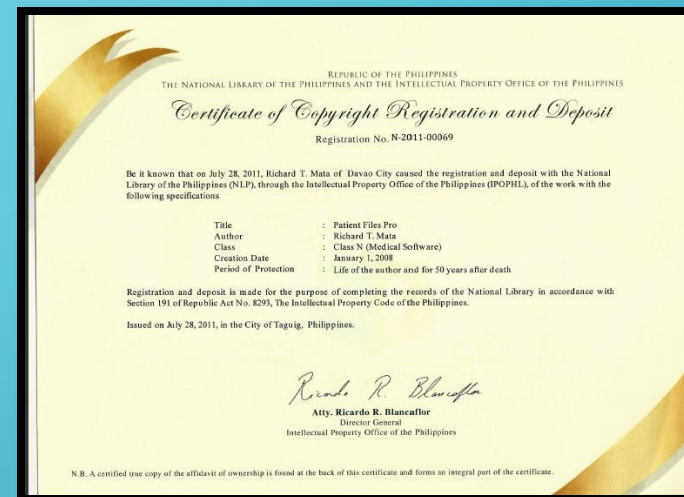 REPUBLIC OF THE PHILIPPINES
THE NATIONAL LIBRARY OF THE PHILIPPINES AND THE INTELLECTUAL PROPERTY OFFICE OF THE PHILIPPINES
Certificate of Copyright Registration and Deposit
Registration No. N-2011-00069
Be it known that on July 28, 2011, Richard T. Mata of Davao City caused the registration and deposit with the National
Library of the Philippines (NLP), through the Intellectual Property Office of the Philippines (IPOPHL), of the work with the
following specifications
Title : Patient Files Pro
Author : Richard T. Mata
Class : Class N (Medical Software)
Creation Date : January 1, 2008
Period of Protection : Life of the author and for 50 years after death
Registration and deposit is made for the purpose of completing the records of the National Library in accordance with
Section 191 of Republic Act No. 8293, The Intellectual Property Code of the Philippines.
Issued on July 28, 2011, in the City of Taguig, Philippines.
Ricardo R. Blancaflor
Atty. Ricardo R. Blancaflor
Director General
Intellectual Property Office of the Philippines
N.B. A certified true copy of the affidavit of ownership is found at the back of this certificate and forms an integral part of the certificate.